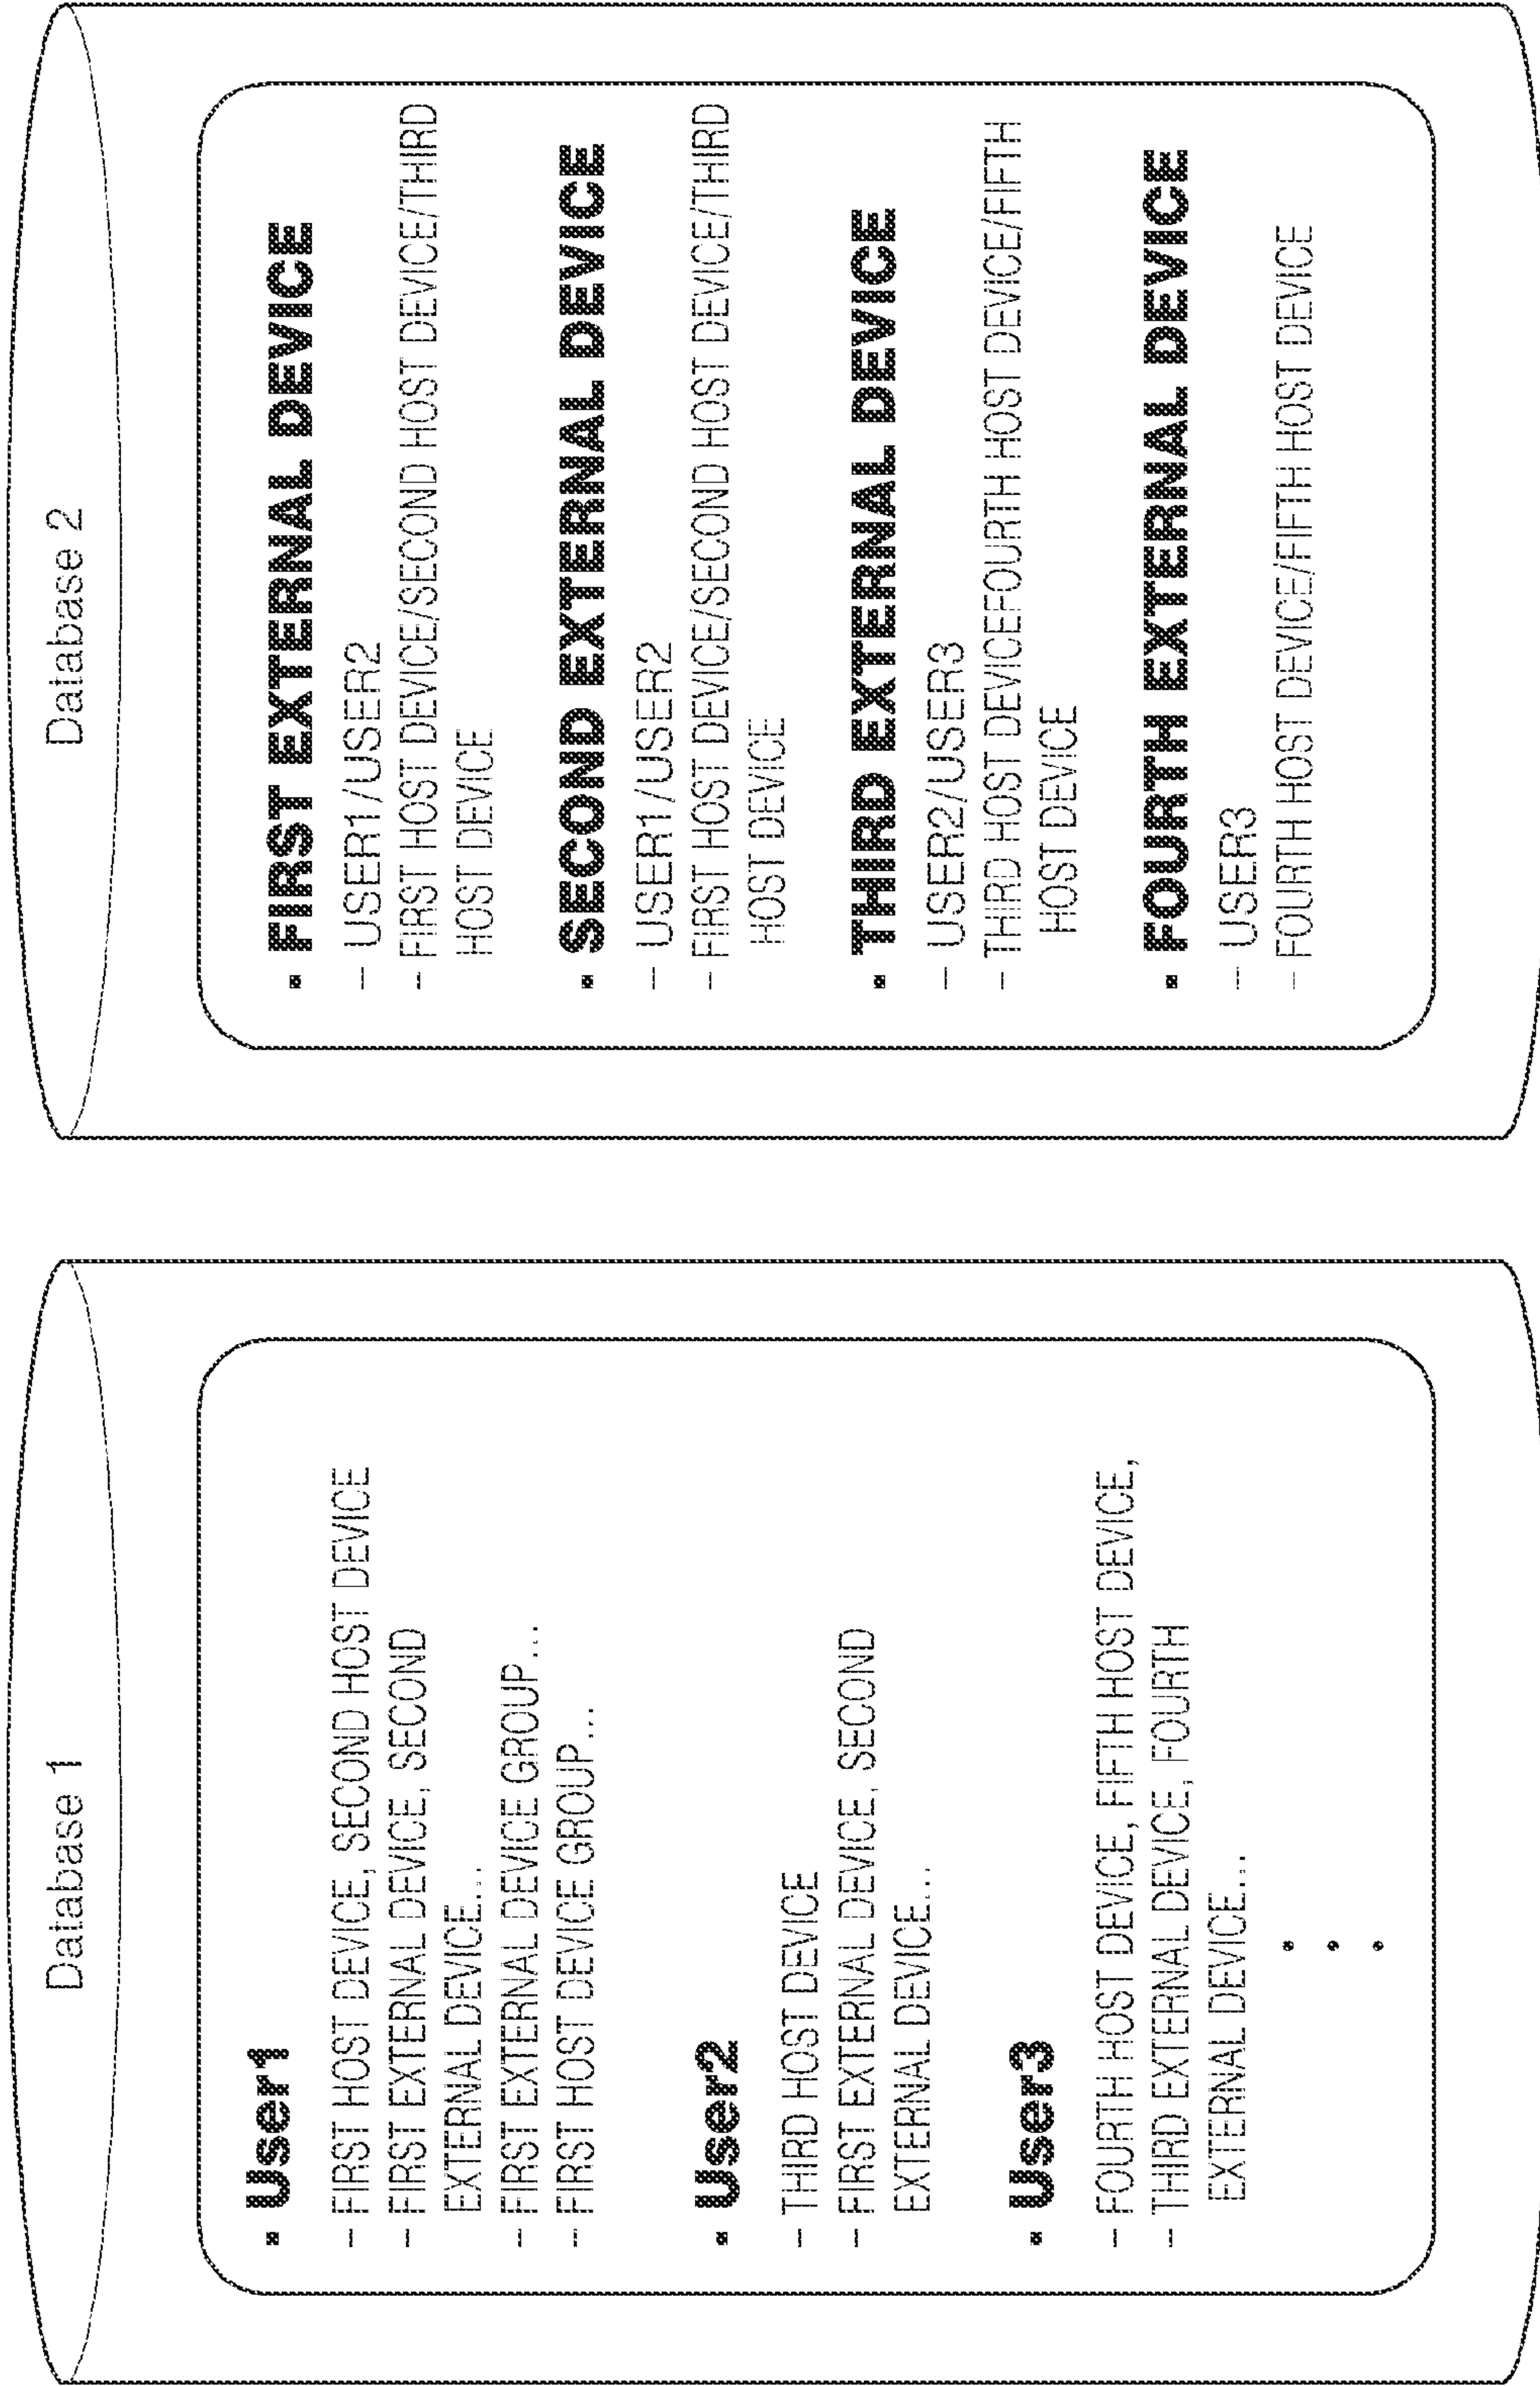 Database 1
▪ User1
– FIRST HOST DEVICE, SECOND HOST DEVICE
– FIRST EXTERNAL DEVICE, SECOND
EXTERNAL DEVICE...
– FIRST EXTERNAL DEVICE GROUP...
– FIRST HOST DEVICE GROUP...
▪ User2
– THIRD HOST DEVICE
– FIRST EXTERNAL DEVICE, SECOND
EXTERNAL DEVICE...
▪ User3
– FOURTH HOST DEVICE, FIFTH HOST DEVICE,
– THIRD EXTERNAL DEVICE, FOURTH
EXTERNAL DEVICE...
Database 2
▪ FIRST EXTERNAL DEVICE
– USER1/USER2
– FIRST HOST DEVICE/SECOND HOST DEVICE/THIRD
HOST DEVICE
▪ SECOND EXTERNAL DEVICE
– USER1/USER2
– FIRST HOST DEVICE/SECOND HOST DEVICE/THIRD
HOST DEVICE
▪ THIRD EXTERNAL DEVICE
– USER2/USER3
– THIRD HOST DEVICEFOURTH HOST DEVICE/FIFTH
HOST DEVICE
▪ FOURTH EXTERNAL DEVICE
– USER3
– FOURTH HOST DEVICE/FIFTH HOST DEVICE